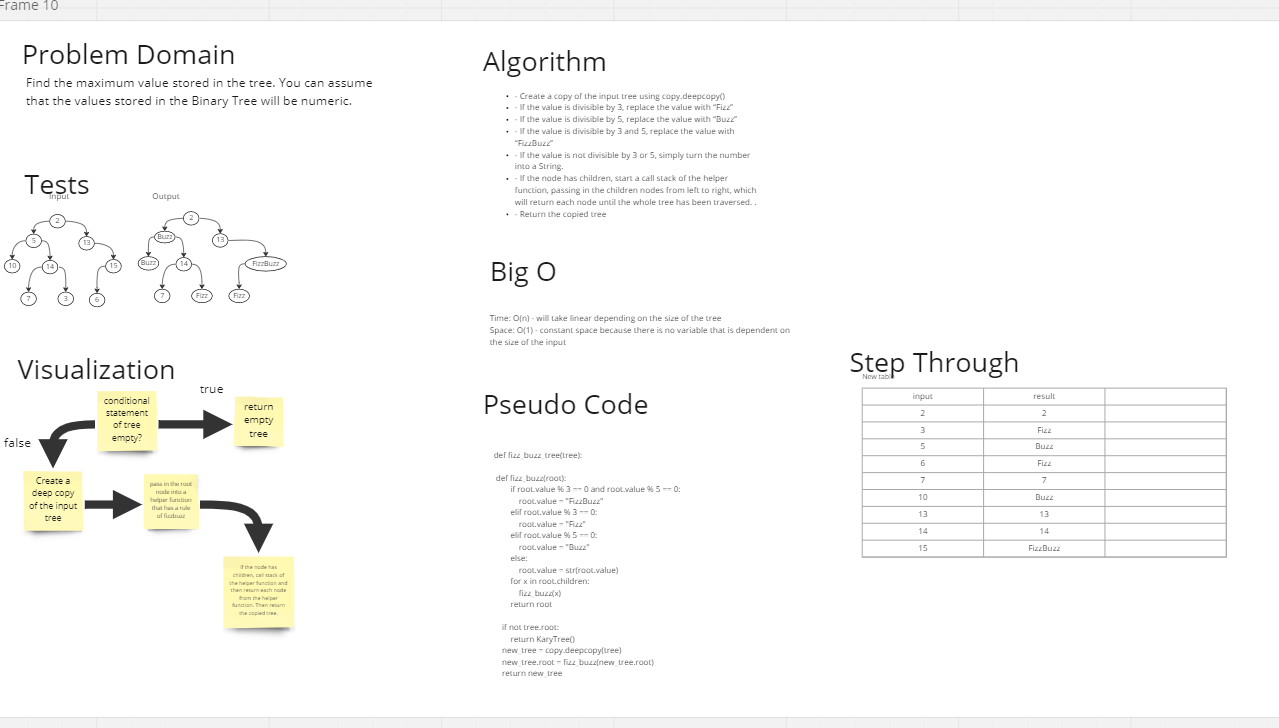 Frame 10
Problem Domain
Find the maximum value stored in the tree. You can assume
that the values stored in the Binary Tree will be numeric.
Tests
Input
Output
2
5
13
10
14
15
7
3
6
2
Buzz
13
Buzz
14
FizzBuzz
7
Fizz
Fizz
Visualization
conditional
statement
of tree
empty?
true
return
empty
tree
false
Create a
deep copy
of the input
tree
pass in the root
node into a
helper function
that has a rule
of fizzbuzz
If the node has
children, call stack of
the helper function and
then return each node
from the helper
function. Then return
the copied tree.
Algorithm
• - Create a copy of the input tree using copy.deepcopy()
• - If the value is divisible by 3, replace the value with “Fizz”
• - If the value is divisible by 5, replace the value with “Buzz”
• - If the value is divisible by 3 and 5, replace the value with
“FizzBuzz”
• - If the value is not divisible by 3 or 5, simply turn the number
into a String.
• - If the node has children, start a call stack of the helper
function, passing in the children nodes from left to right, which
will return each node until the whole tree has been traversed. .
• - Return the copied tree
Big O
Time: O(n) - will take linear depending on the size of the tree
Space: O(1) - constant space because there is no variable that is dependent on
the size of the input
Pseudo Code
def fizz_buzz_tree(tree):
def fizz_buzz(root):
if root.value % 3 == 0 and root.value % 5 == 0:
root.value = "FizzBuzz"
elif root.value % 3 == 0:
root.value = "Fizz"
elif root.value % 5 == 0:
root.value = "Buzz"
else:
root.value = str(root.value)
for x in root.children:
fizz_buzz(x)
return root
if not tree.root:
return KaryTree()
new_tree = copy.deepcopy(tree)
new_tree.root = fizz_buzz(new_tree.root)
return new_tree
Step Through
New table
input result
2 2
3 Fizz
5 Buzz
6 Fizz
7 7
10 Buzz
13 13
14 14
15 FizzBuzz